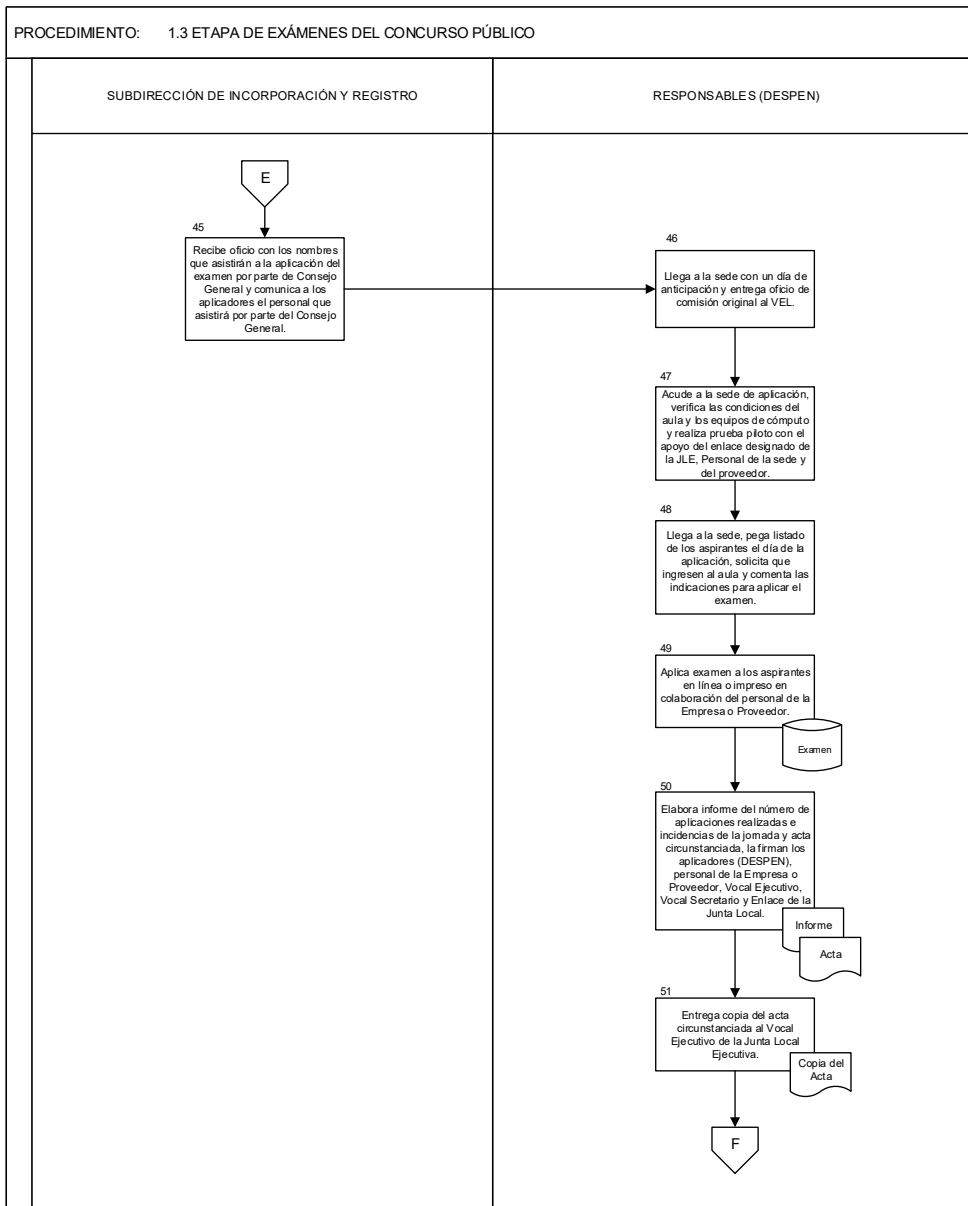 PROCEDIMIENTO: 1.3 ETAPA DE EXÁMENES DEL CONCURSO PÚBLICO
SUBDIRECCIÓN DE INCORPORACIÓN Y REGISTRO
RESPONSABLES (DESPEN)
E
45
Recibe oficio con los nombres
que asistirán a la aplicación del
examen por parte de Consejo
General y comunica a los
aplicadores el personal que
asistirá por parte del Consejo
General.
46
Llega a la sede con un día de
anticipación y entrega oficio de
comisión original al VEL.
47
Acude a la sede de aplicación,
verifica las condiciones del
aula y los equipos de cómputo
y realiza prueba piloto con el
apoyo del enlace designado de
la JLE, Personal de la sede y
del proveedor.
48
Llega a la sede, pega listado
de los aspirantes el día de la
aplicación, solicita que
ingresen al aula y comenta las
indicaciones para aplicar el
examen.
49
Aplica examen a los aspirantes
en línea o impreso en
colaboración del personal de la
Empresa o Proveedor.
Examen
50
Elabora informe del número de
aplicaciones realizadas e
incidencias de la jornada y acta
circunstanciada, la firman los
aplicadores (DESPEN),
personal de la Empresa o
Proveedor, Vocal Ejecutivo,
Vocal Secretario y Enlace de la
Junta Local.
Informe
Acta
51
Entrega copia del acta
circunstanciada al Vocal
Ejecutivo de la Junta Local
Ejecutiva.
Copia del
Acta
F